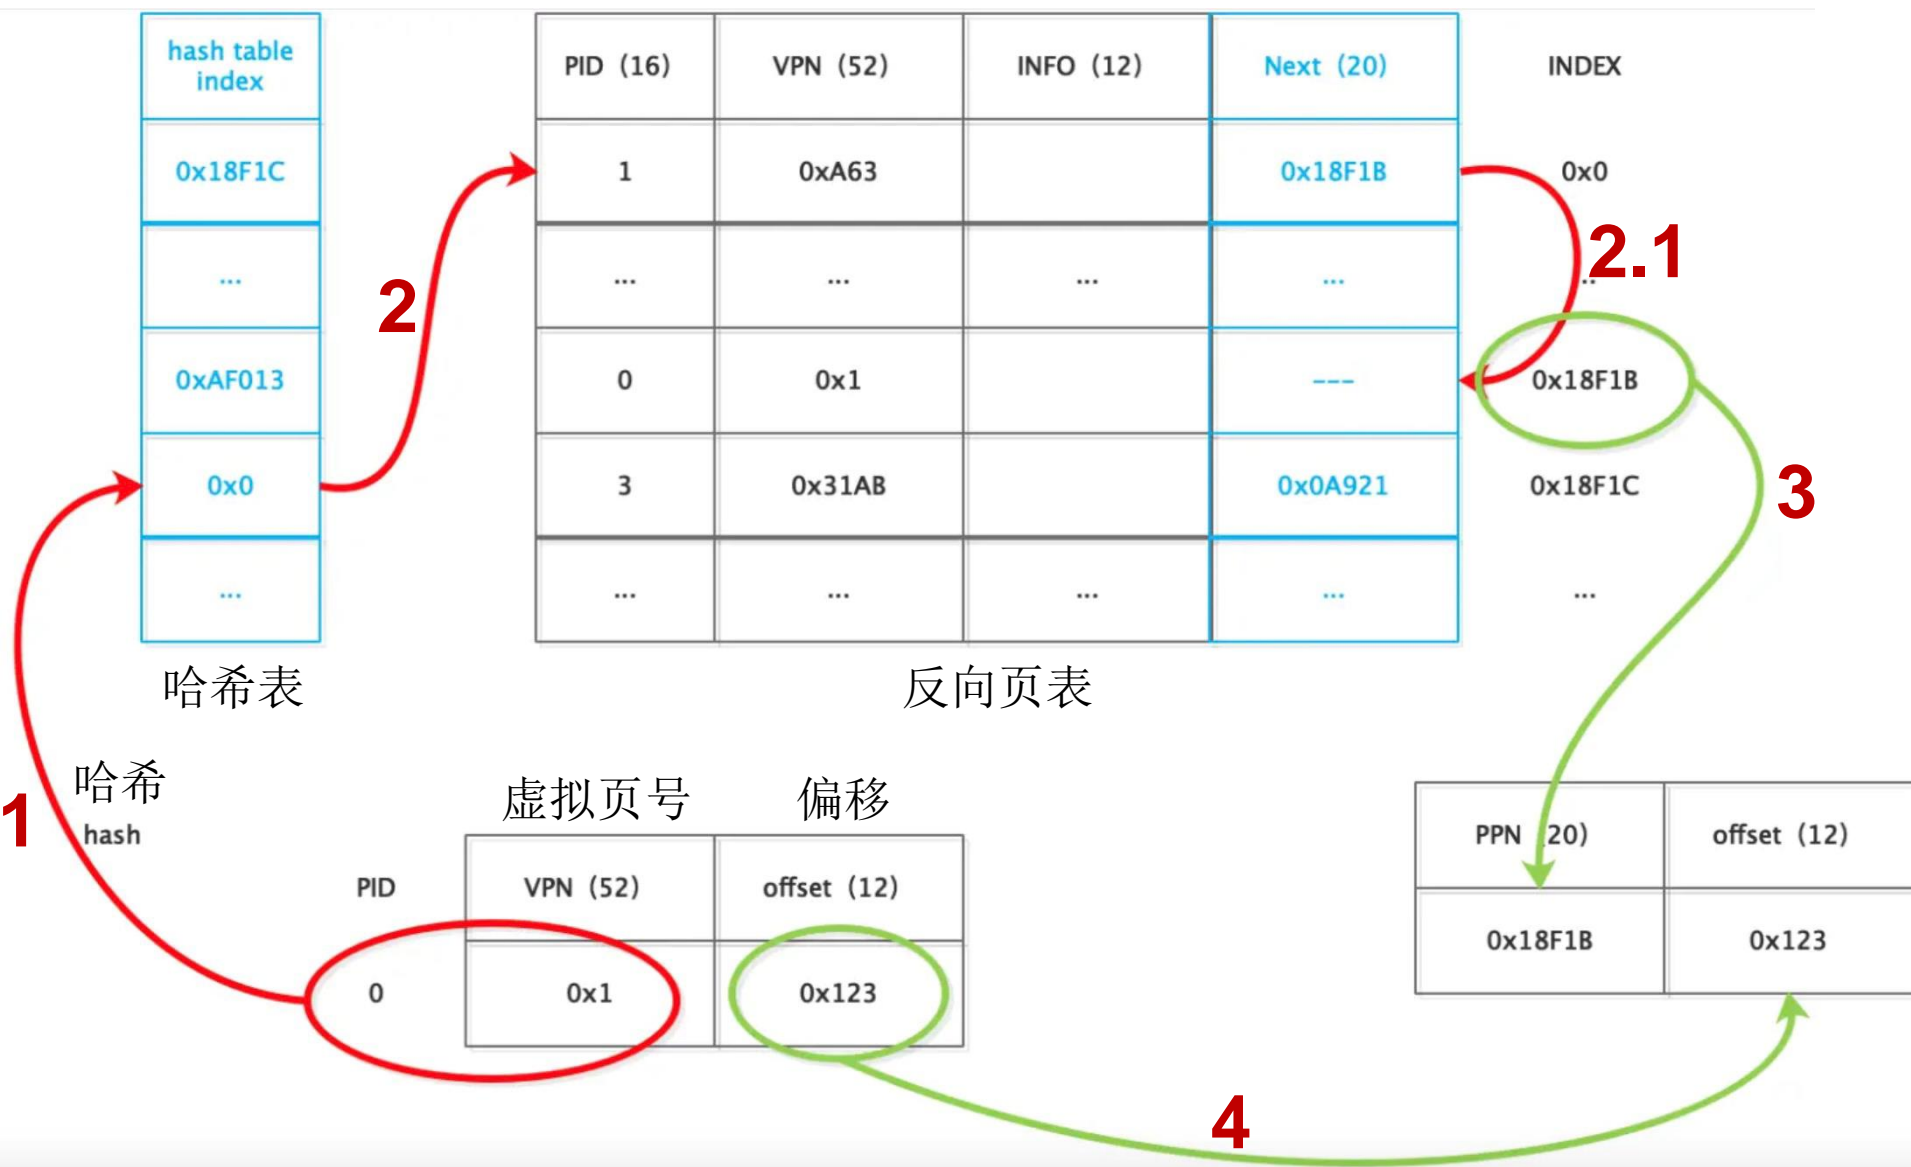 hash table
index
0x18F1C
...
0xAF013
0x0
...
哈希表
PID (16)
VPN (52)
INFO (12)
Next (20)
INDEX
1
0xA63
0x18F1B
0x0
...
...
...
...
..
0
0x1
---
0x18F1B
3
0x31AB
0x0A921
0x18F1C
...
...
...
...
...
反向页表
2
2.1
3
1
哈希
hash
虚拟页号
偏移
PID
VPN (52)
offset (12)
0
0x1
0x123
PPN (20)
offset (12)
0x18F1B
0x123
4